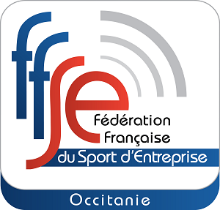 ffse
Fédération
Française
du Sport d'Entreprise
Occitanie